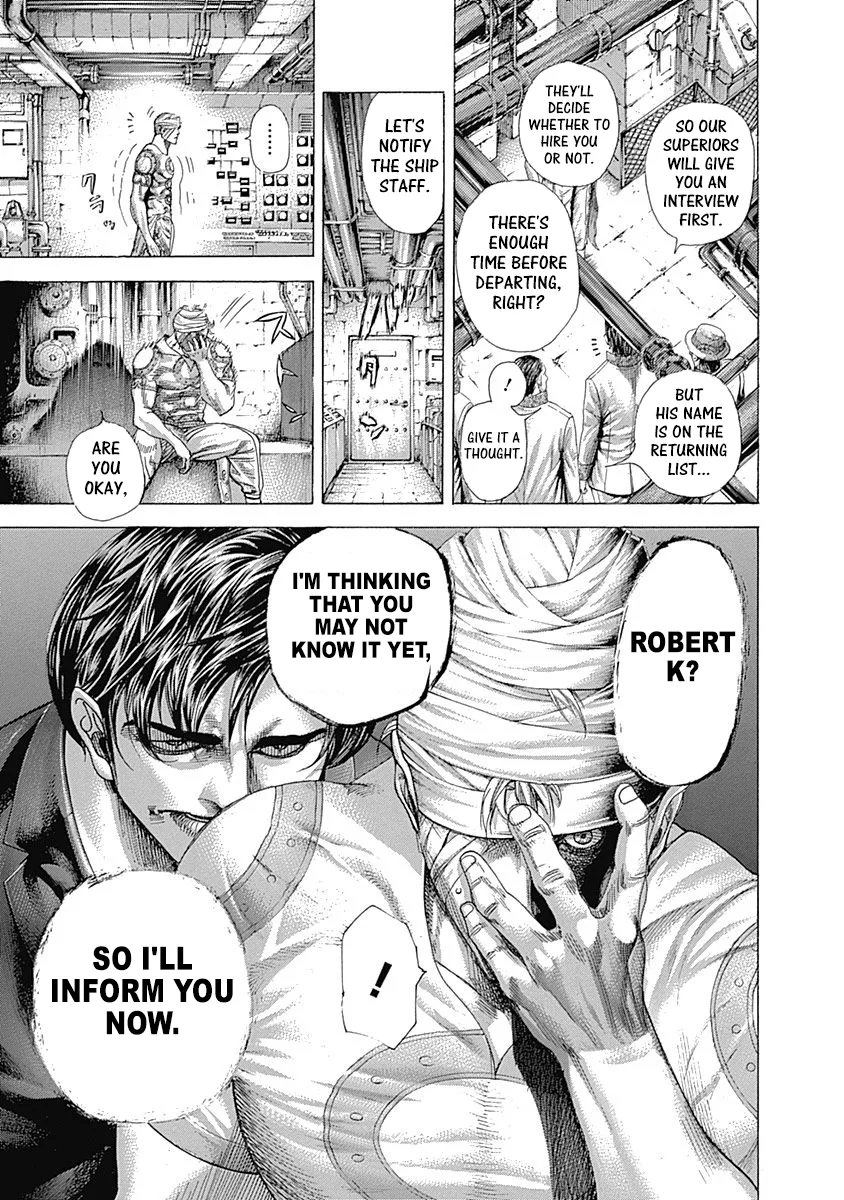 SO OUR
SUPERIORS
WILL GIVE
YOU AN
INTERVIEW
FIRST.
THEY'LL
DECIDE
WHETHER TO
HIRE YOU
OR NOT.
THERE'S
ENOUGH
TIME BEFORE
DEPARTING,
RIGHT?
BUT
HIS NAME
IS ON THE
RETURNING
LIST...
!
GIVE IT A
THOUGHT.
LET'S
NOTIFY
THE SHIP
STAFF.
......
グラ
ARE
YOU
OKAY,
ROBERT
K?
I'M THINKING
THAT YOU
MAY NOT
KNOW IT YET,
!
SO I'LL
INFORM YOU
NOW.